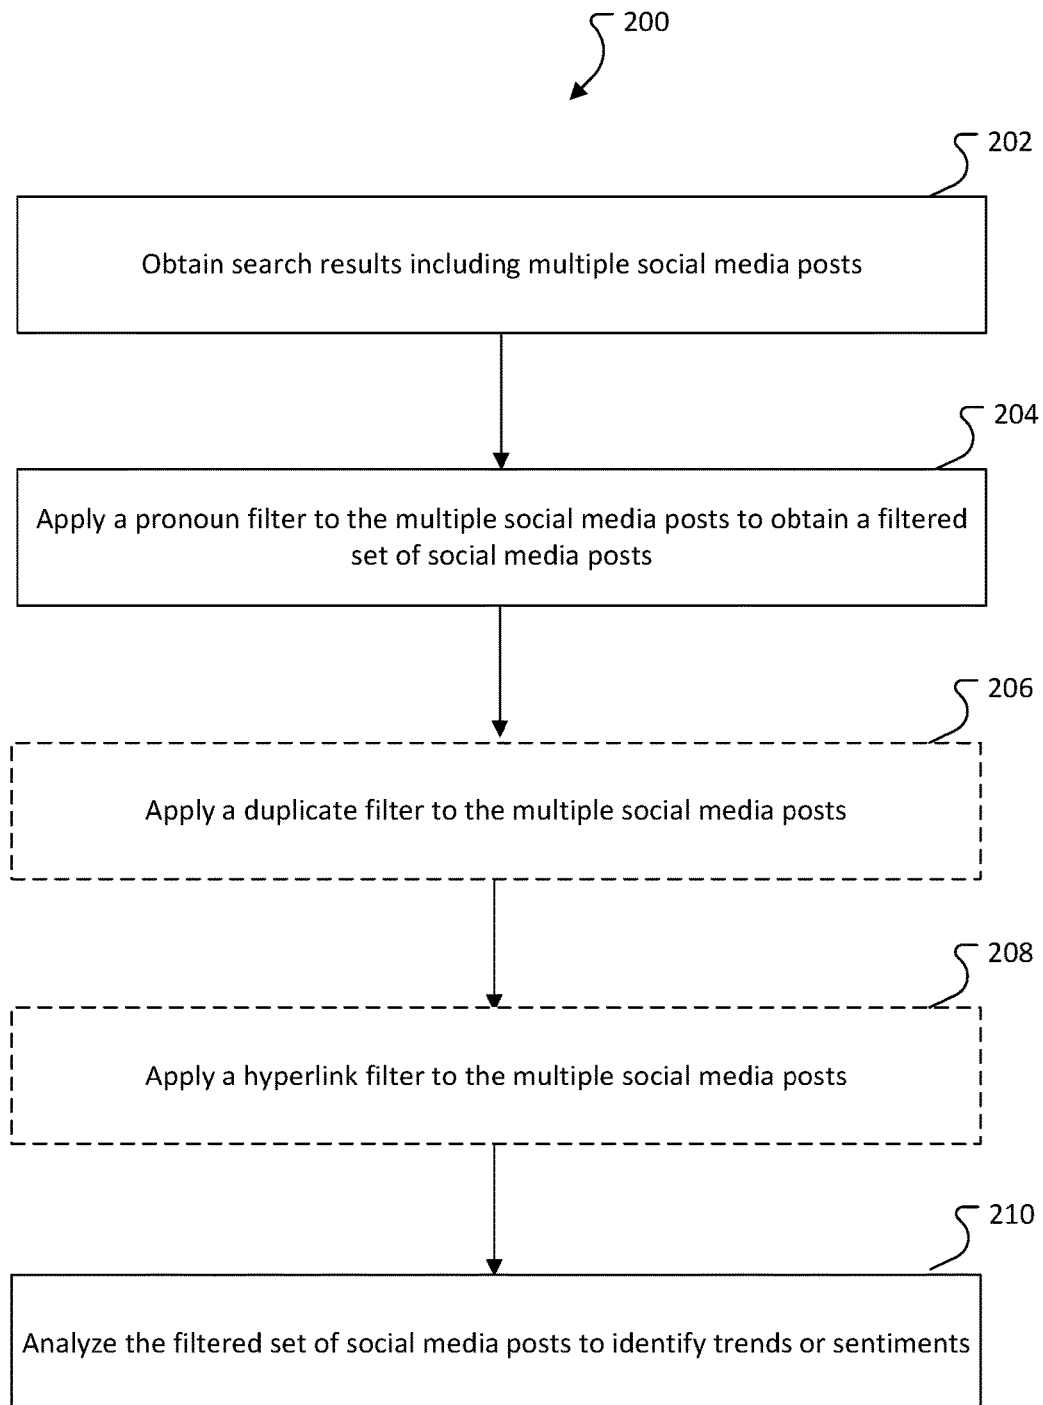 200
202
Obtain search results including multiple social media posts
204
Apply a pronoun filter to the multiple social media posts to obtain a filtered
set of social media posts
206
Apply a duplicate filter to the multiple social media posts
208
Apply a hyperlink filter to the multiple social media posts
210
Analyze the filtered set of social media posts to identify trends or sentiments